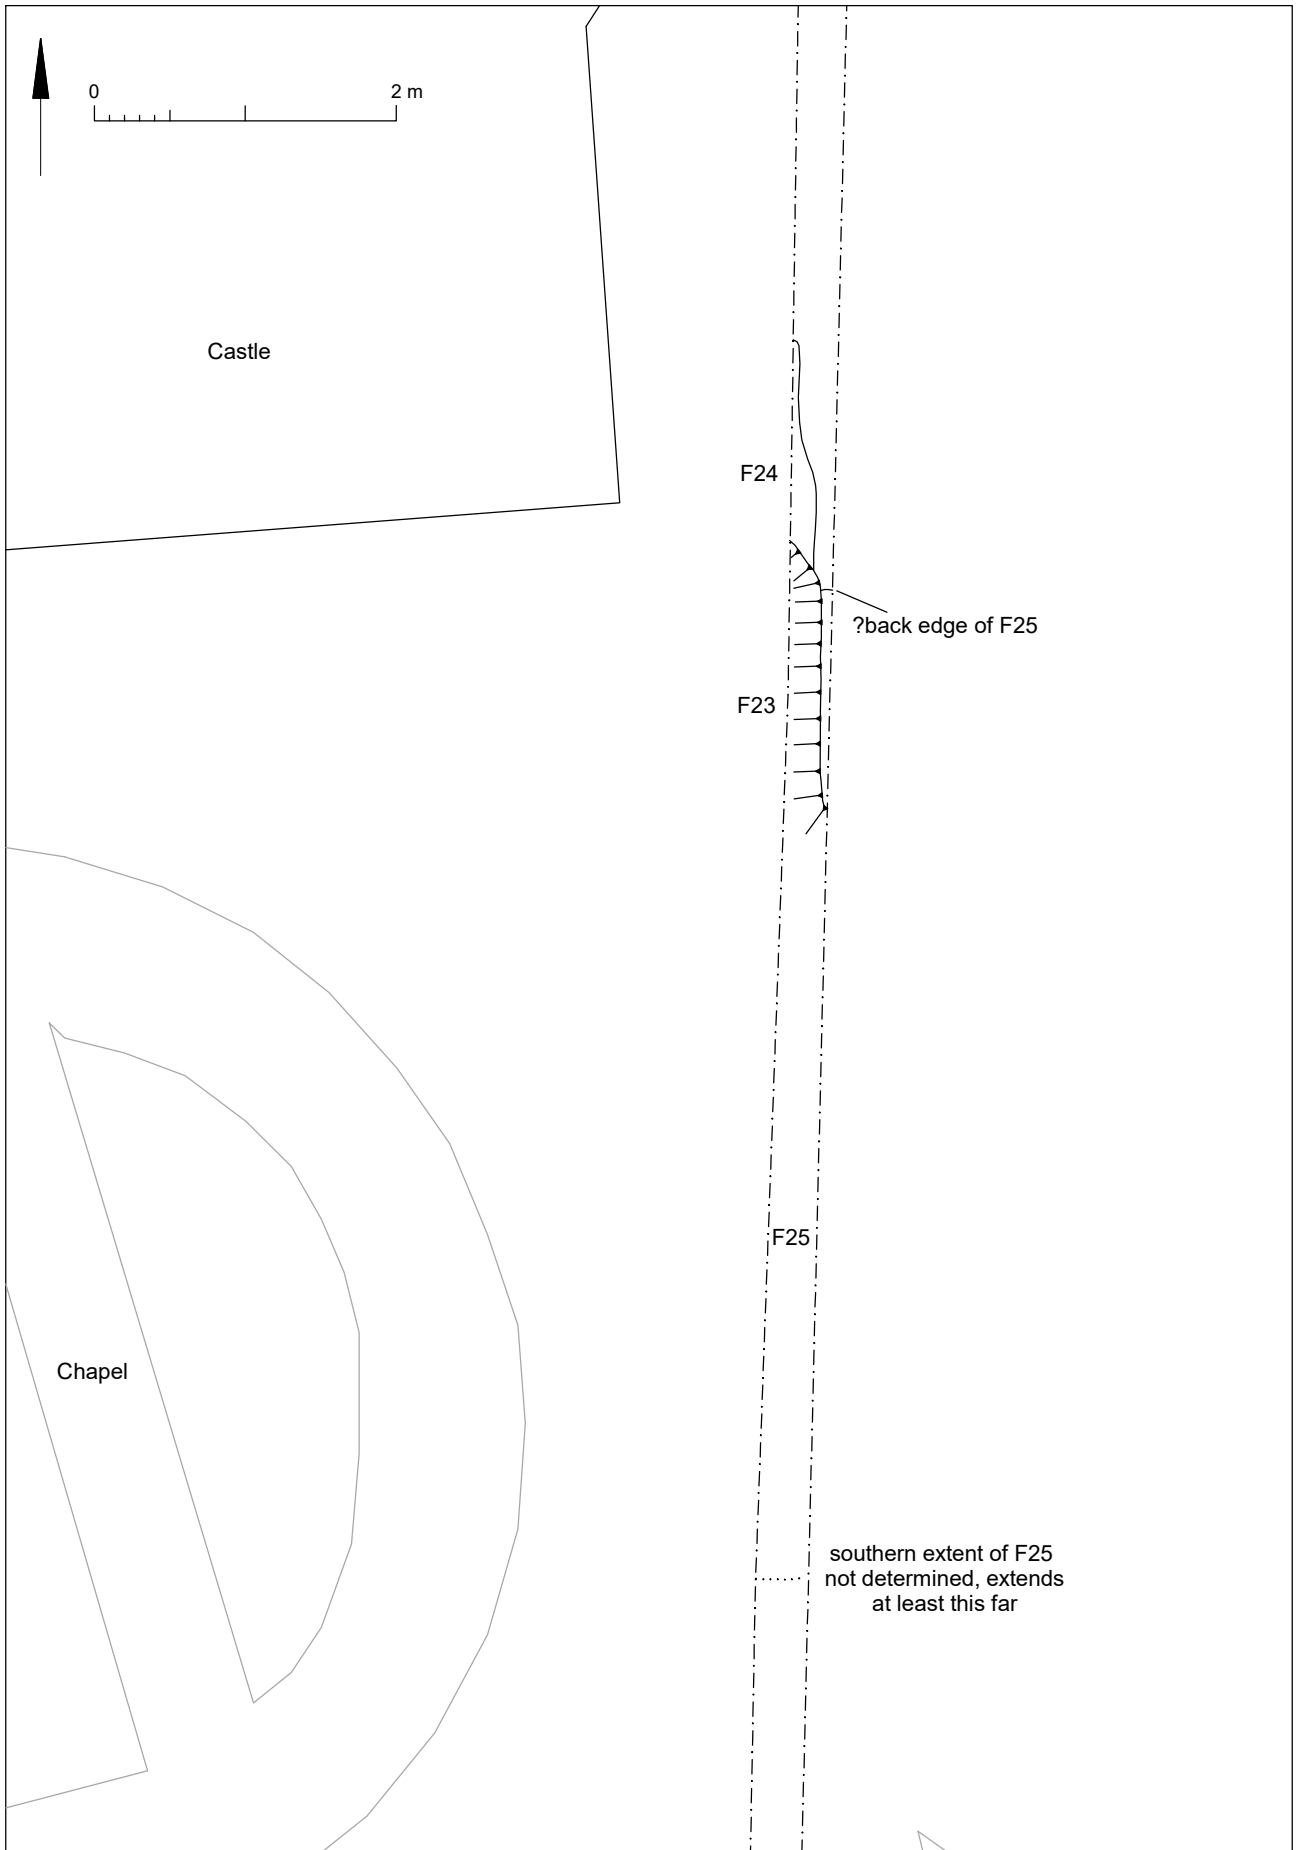 0 2 m
Castle
F24
?back edge of F25
F23
F25
Chapel
southern extent of F25
not determined, extends
at least this far